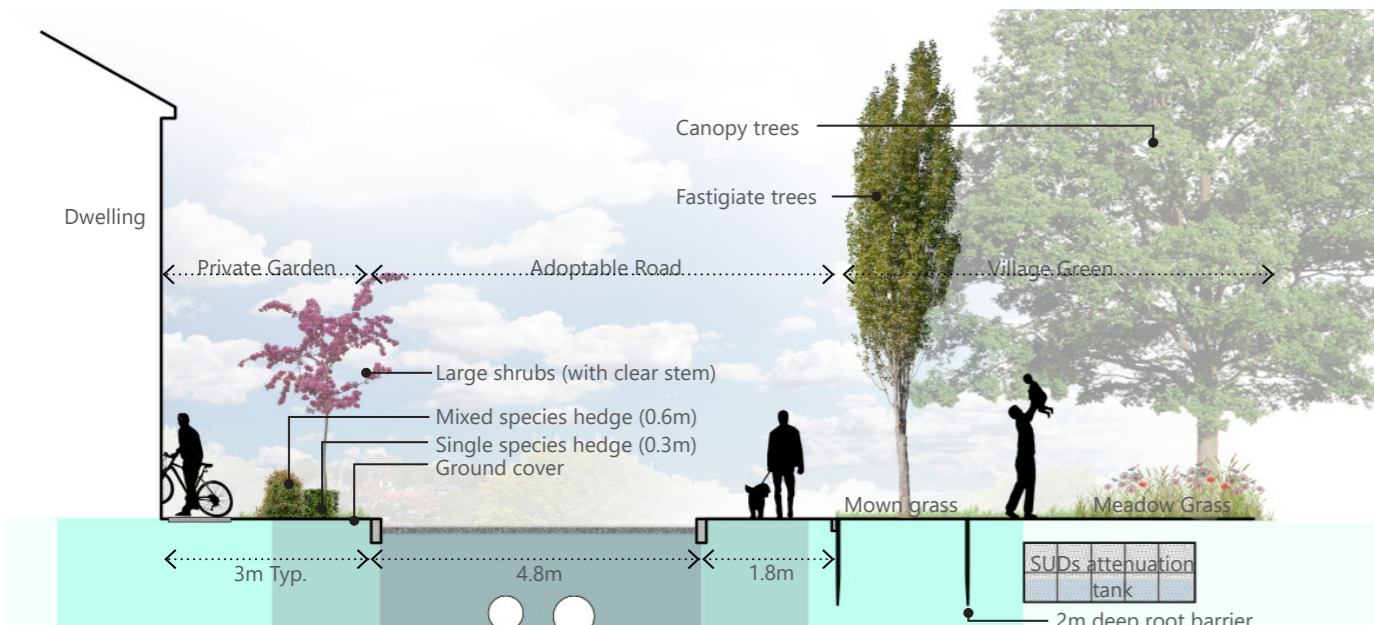 Canopy trees
Fastigiate trees
Dwelling
Private Garden
Adoptable Road
Village Green
Large shrubs (with clear stem)
Mixed species hedge (0.6m)
Single species hedge (0.3m)
Ground cover
Mown grass
Meadow Grass
3m Typ.
4.8m
1.8m
SUDs attenuation
tank
2m deep root barrier